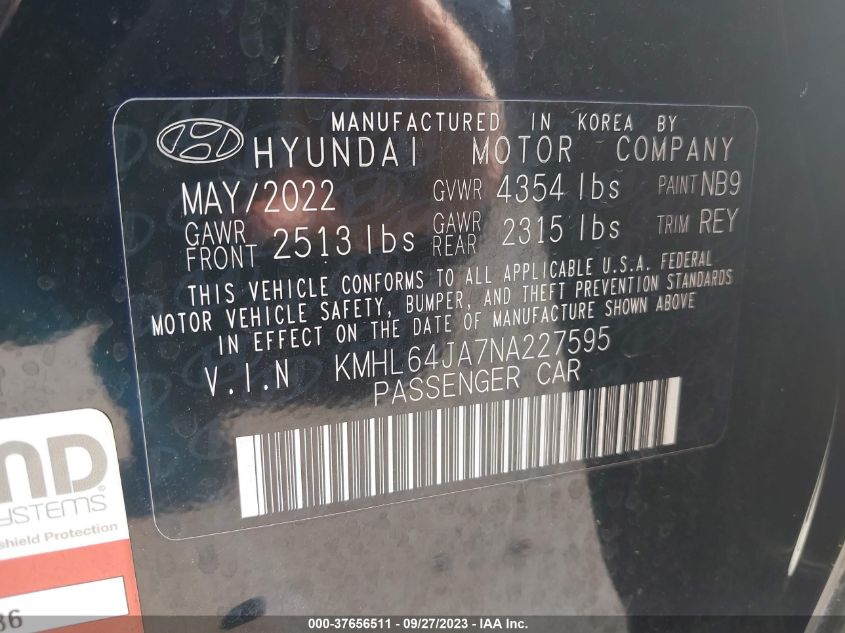 MANUFACTURED IN KOREA BY
HYUNDAI MOTOR COMPANY
MAY/2022 GVWR 4354 lbs PAINT NB9
GAWR FRONT 2513 lbs GAWR REAR 2315 lbs TRIM REY
THIS VEHICLE CONFORMS TO ALL APPLICABLE U.S.A. FEDERAL
MOTOR VEHICLE SAFETY, BUMPER, AND THEFT PREVENTION STANDARDS
IN EFFECT ON THE DATE OF MANUFACTURE SHOWN ABOVE
V.I.N KMHL64JA7NA227595
PASSENGER CAR
ND
SYSTEMS
shield Protection
36
000-37656511 - 09/27/2023 - IAA Inc.